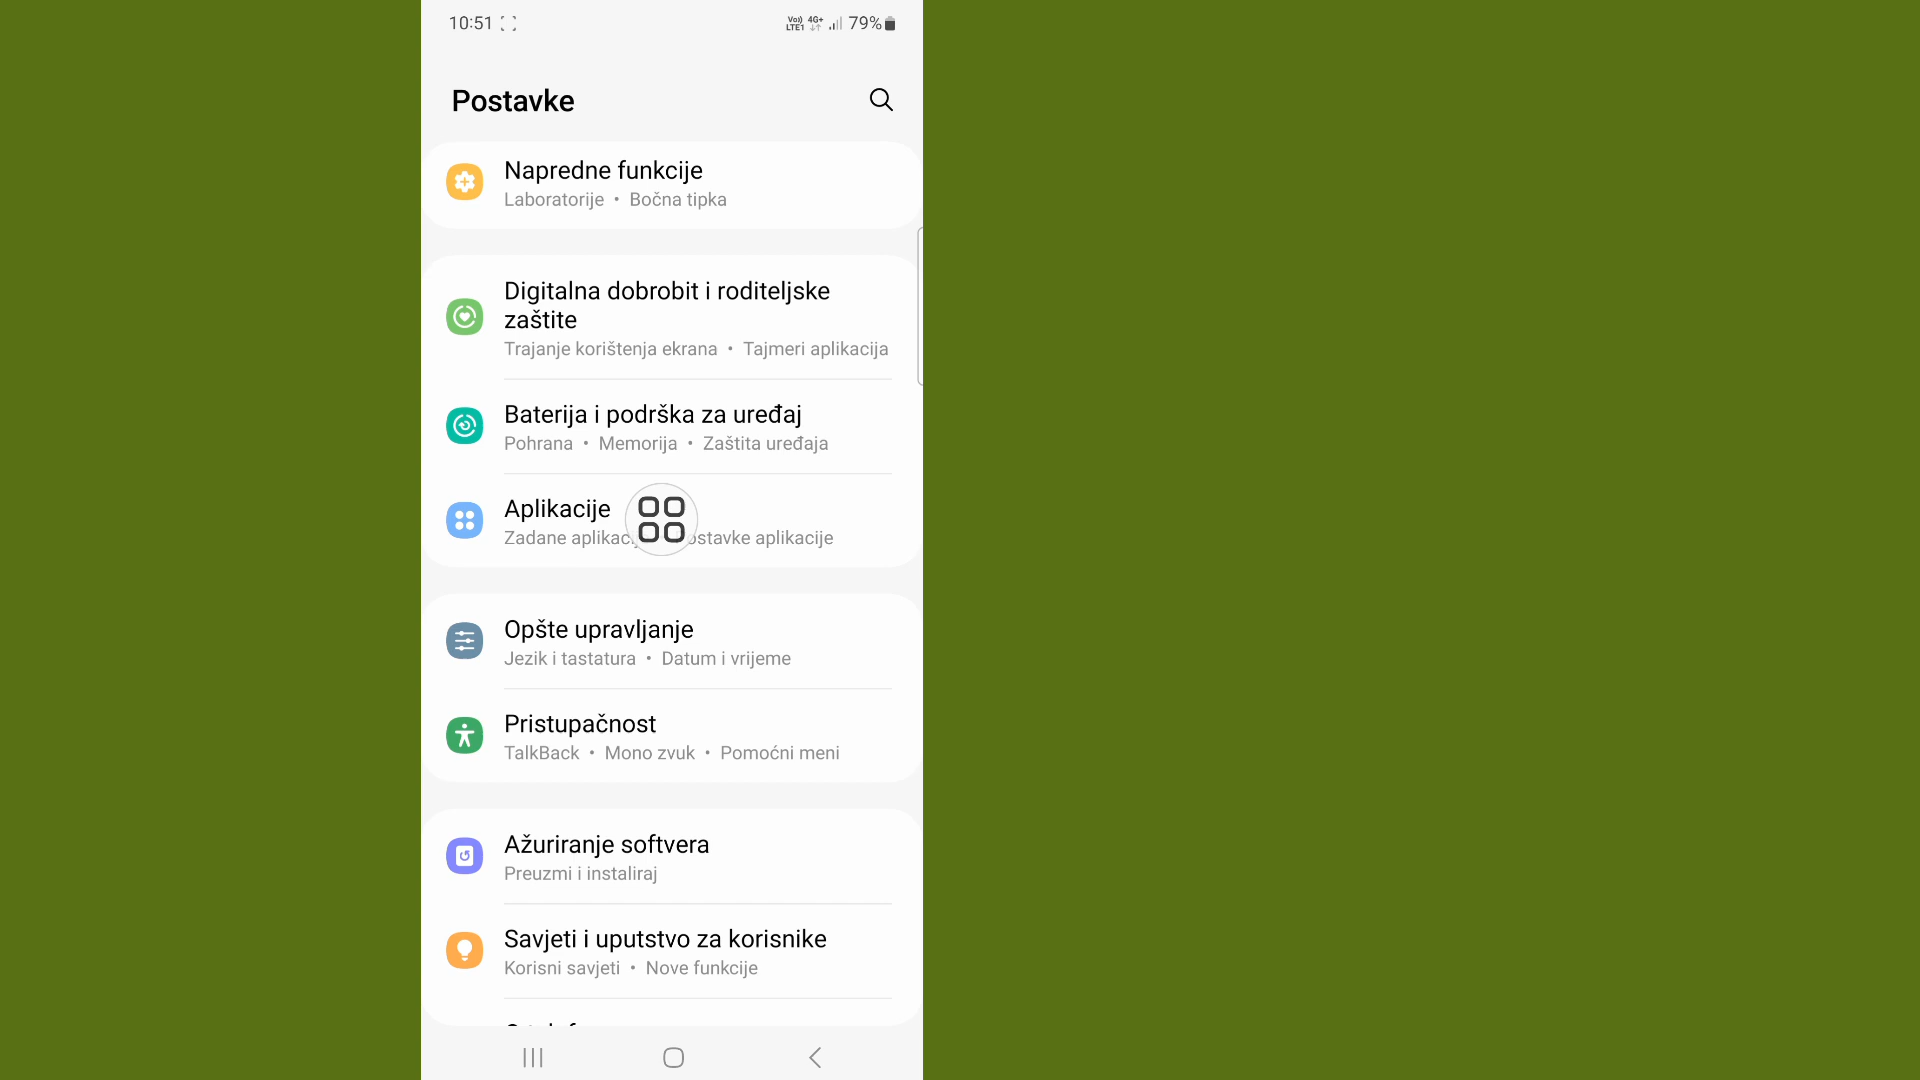 10:51 79%
Postavke
Napredne funkcije
Laboratorije • Bočna tipka
Digitalna dobrobit i roditeljske
zaštite
Trajanje korištenja ekrana • Tajmeri aplikacija
Baterija i podrška za uređaj
Pohrana • Memorija • Zaštita uređaja
Aplikacije
Zadane aplikacije
Opšte upravljanje
Jezik i tastatura • Datum i vrijeme
Pristupačnost
TalkBack • Mono zvuk • Pomoćni meni
Ažuriranje softvera
Preuzmi i instaliraj
Savjeti i uputstvo za korisnike
Korisni savjeti • Nove funkcije